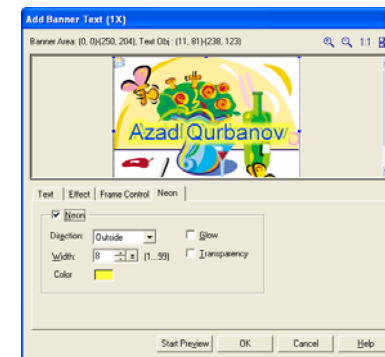 Add Banner Text (1X)
Banner Area: (0, 0)-(250, 204), Text Obj : (11, 81)-(238, 123)
1:1
Azad Qurbanov
Text Effect Frame Control Neon
Neon
Direction: Outside Glow
Width: 8 (1...99) Transparency
Color
Start Preview OK Cancel Help